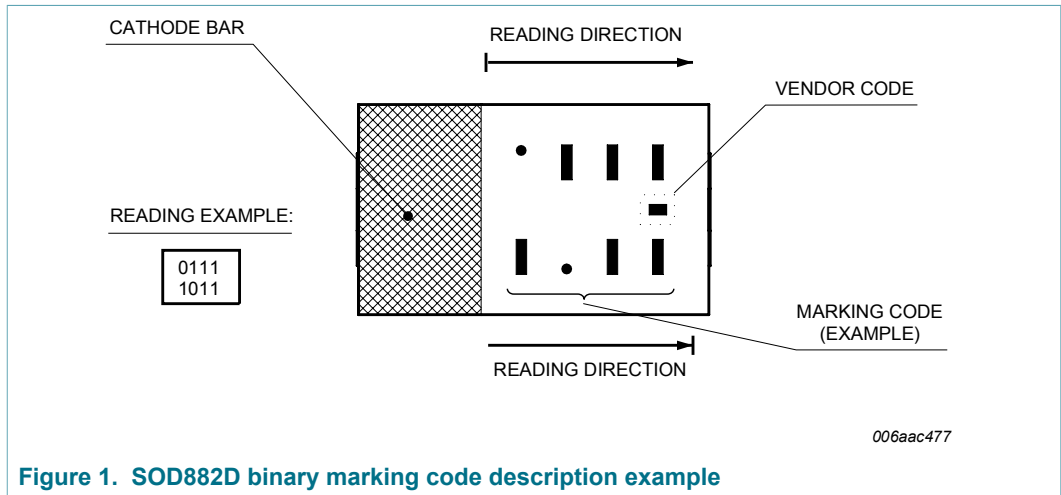 CATHODE BAR
READING DIRECTION
VENDOR CODE
READING EXAMPLE:
0111
1011
MARKING CODE
(EXAMPLE)
READING DIRECTION
006aac477
Figure 1. SOD882D binary marking code description example